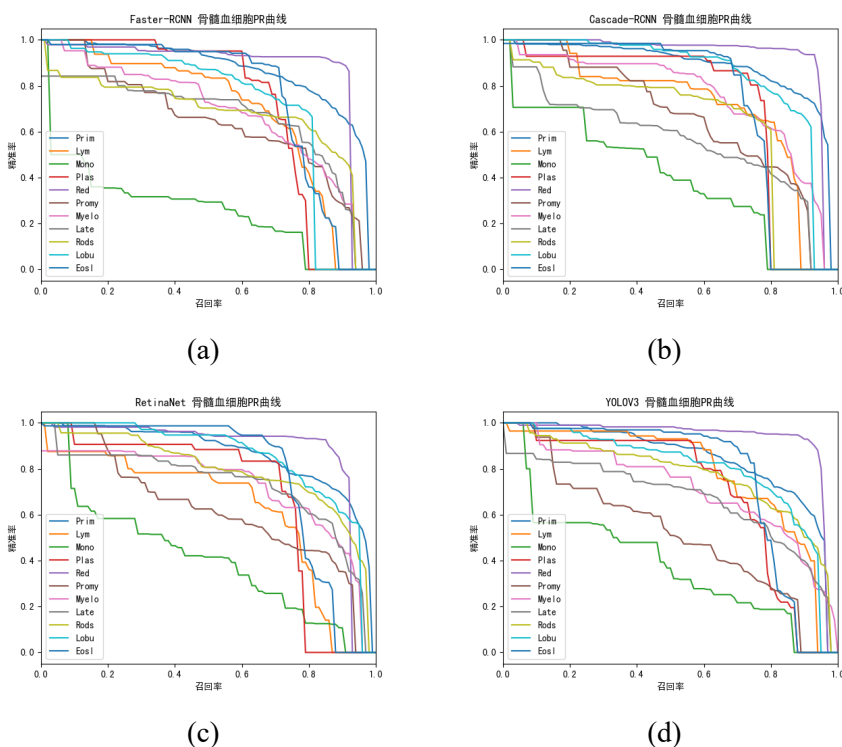 Faster-RCNN 骨髓血细胞PR曲线
精准率
1.0
0.8
0.6
0.4
0.2
0.0
Prim
Lym
Mono
Plas
Red
Promy
Myelo
Late
Rods
Lobu
Eosl
0.0 0.2 0.4 0.6 0.8 1.0
召回率
(a)
Cascade-RCNN 骨髓血细胞PR曲线
精准率
1.0
0.8
0.6
0.4
0.2
0.0
Prim
Lym
Mono
Plas
Red
Promy
Myelo
Late
Rods
Lobu
Eosl
0.0 0.2 0.4 0.6 0.8 1.0
召回率
(b)
RetinaNet 骨髓血细胞PR曲线
精准率
1.0
0.8
0.6
0.4
0.2
0.0
Prim
Lym
Mono
Plas
Red
Promy
Myelo
Late
Rods
Lobu
Eosl
0.0 0.2 0.4 0.6 0.8 1.0
召回率
(c)
YOLOV3 骨髓血细胞PR曲线
精准率
1.0
0.8
0.6
0.4
0.2
0.0
Prim
Lym
Mono
Plas
Red
Promy
Myelo
Late
Rods
Lobu
Eosl
0.0 0.2 0.4 0.6 0.8 1.0
召回率
(d)